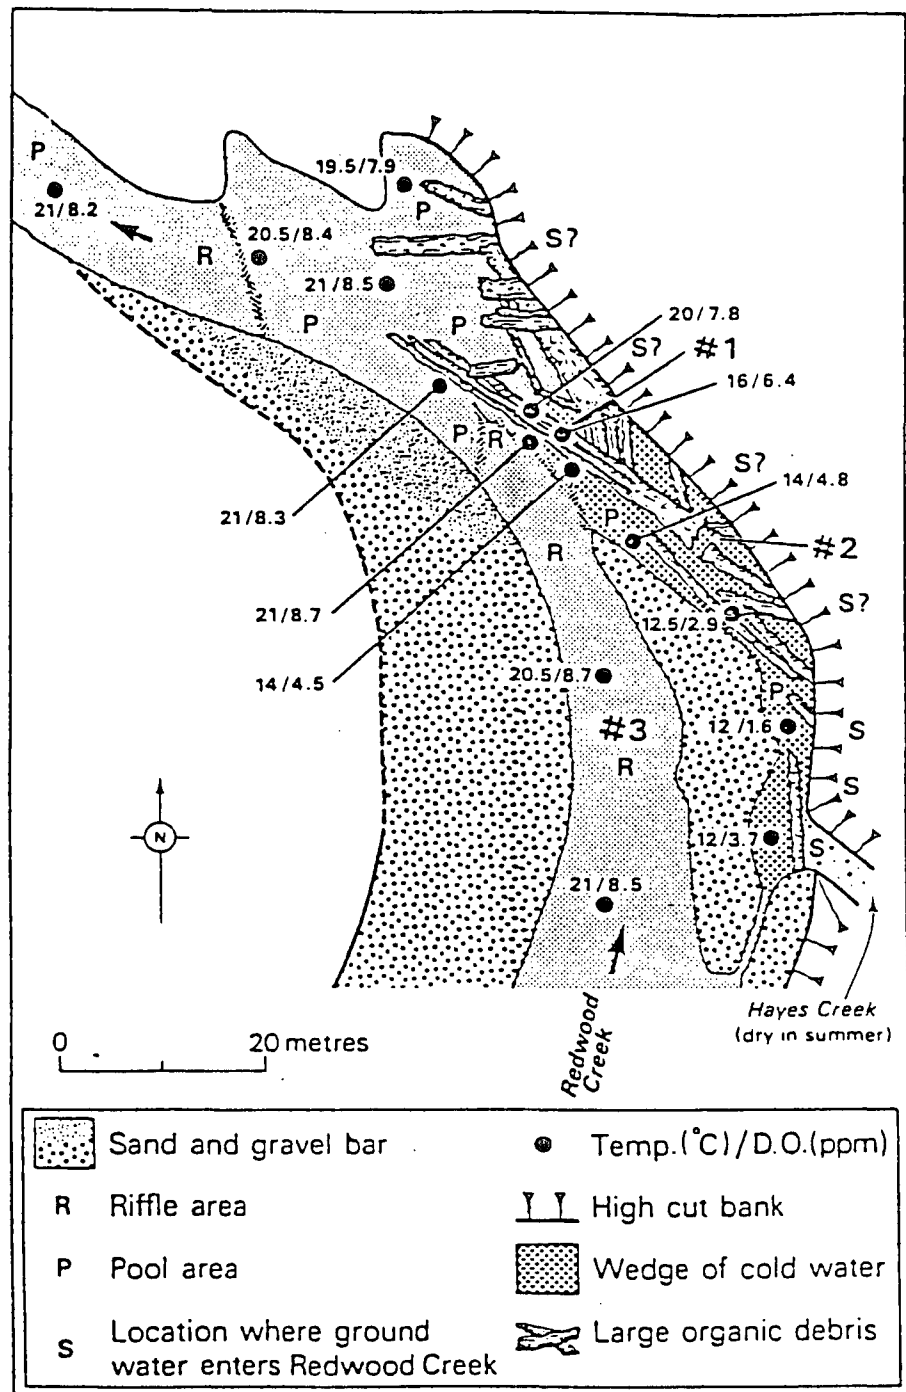 P
19.5/7.9
P
21/8.2
S?
R
20.5/8.4
21/8.5
20/7.8
P
P
#1
S?
16/6.4
P
R
S?
14/4.8
21/8.3
P
R
#2
21/8.7
S?
12.5/2.9
14/4.5
20.5/8.7
P
#3
12/1.6
S
R
S
N
12/3.7
S
21/8.5
Hayes Creek
(dry in summer)
0 20 metres
Redwood
Creek
Sand and gravel bar
Temp.(°C)/D.O.(ppm)
R Riffle area
High cut bank
P Pool area
Wedge of cold water
S Location where ground
water enters Redwood Creek
Large organic debris